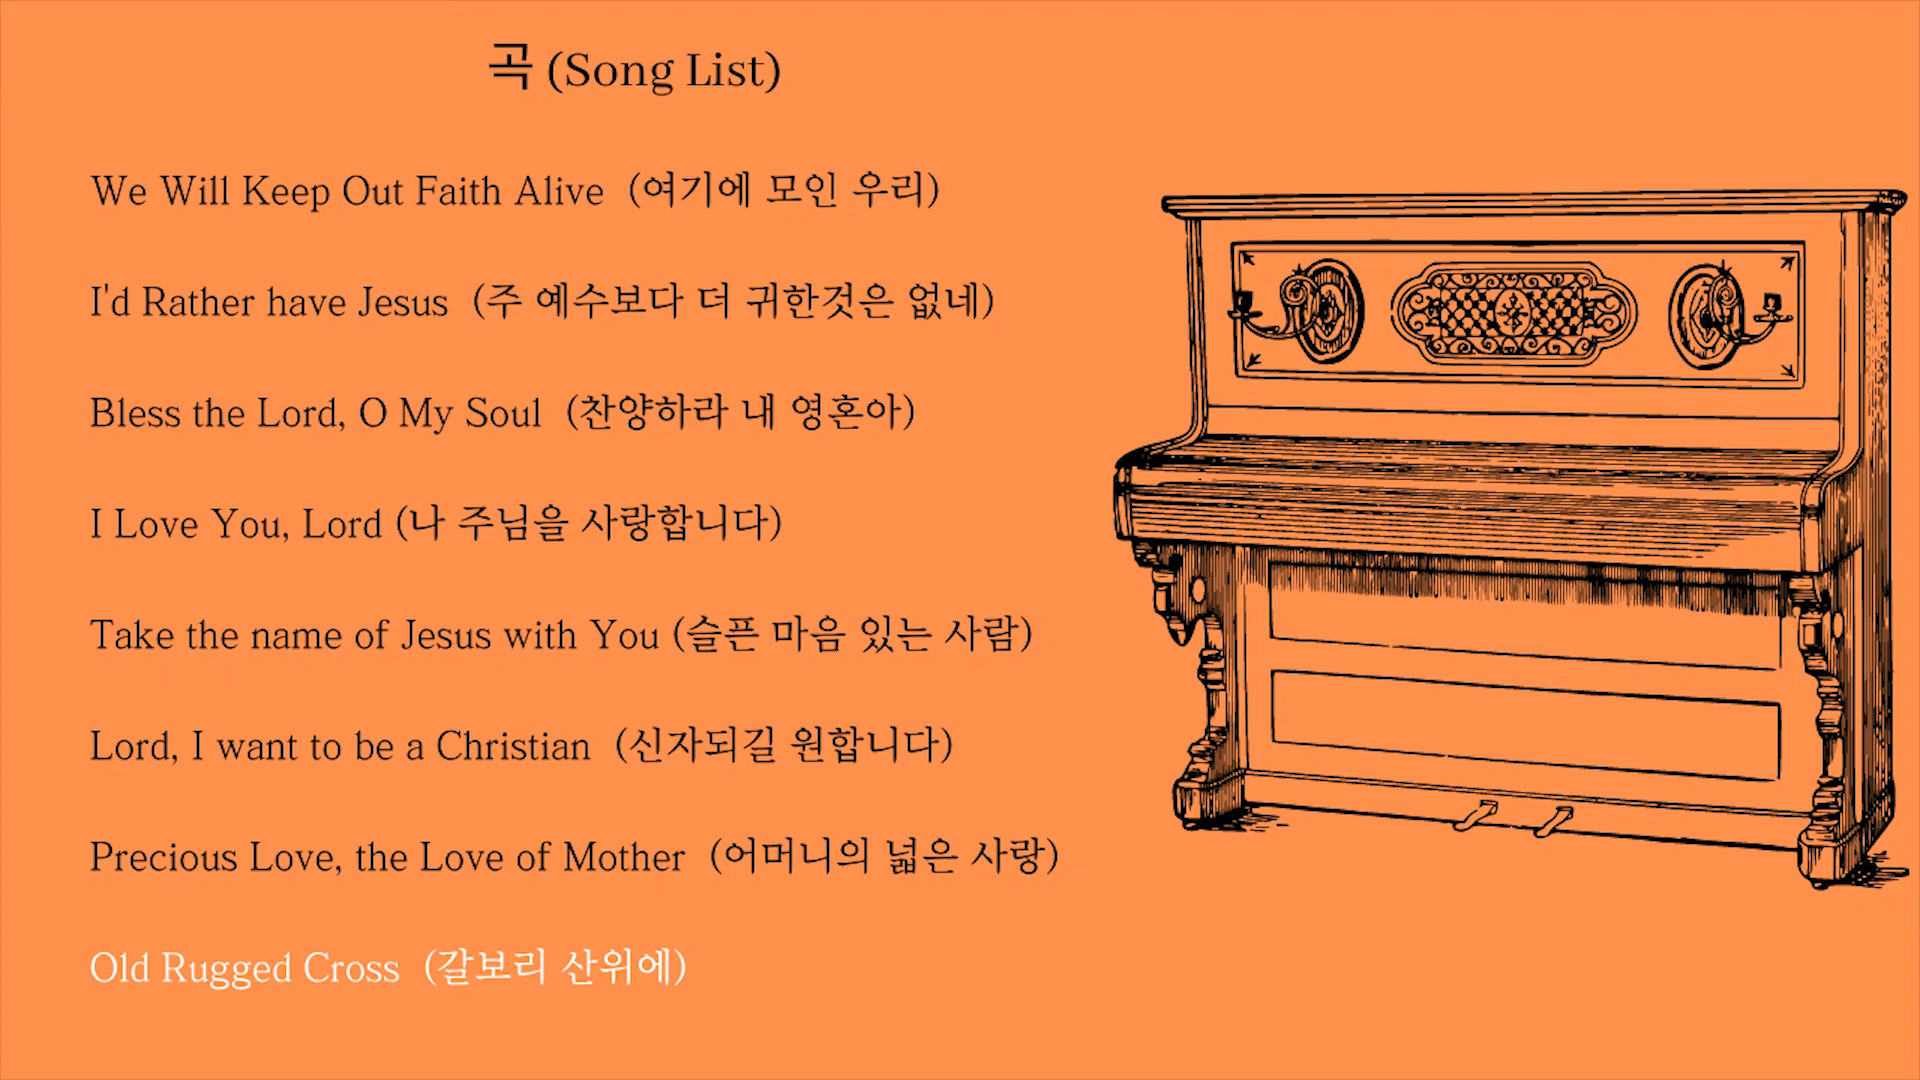 곡 (Song List)
We Will Keep Out Faith Alive (여기에 모인 우리)
I'd Rather have Jesus (주 예수보다 더 귀한것은 없네)
Bless the Lord, O My Soul (찬양하라 내 영혼아)
I Love You, Lord (나 주님을 사랑합니다)
Take the name of Jesus with You (슬픈 마음 있는 사람)
Lord, I want to be a Christian (신자되길 원합니다)
Precious Love, the Love of Mother (어머니의 넓은 사랑)
Old Rugged Cross (갈보리 산위에)